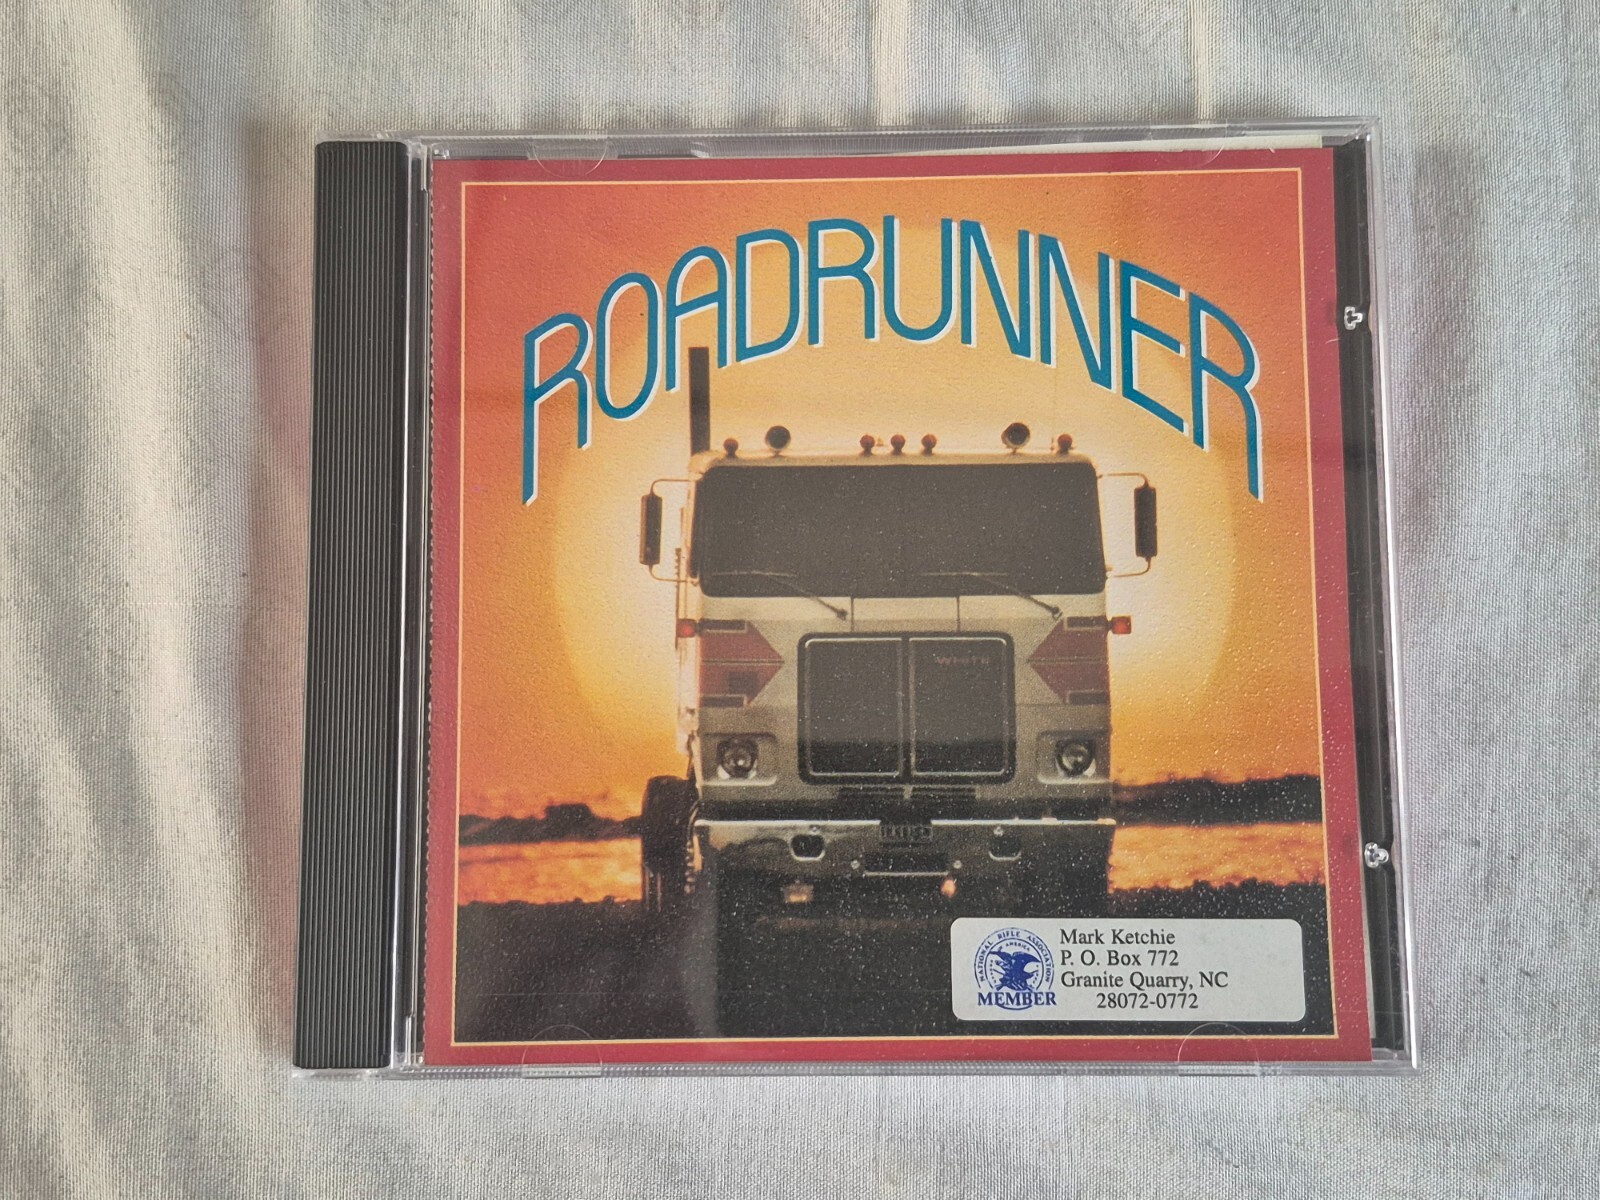 ROADRUNNER
WHITE
NATIONAL RIFLE ASSOCIATION
OF AMERICA
MEMBER
Mark Ketchie
P. O. Box 772
Granite Quarry, NC
28072-0772